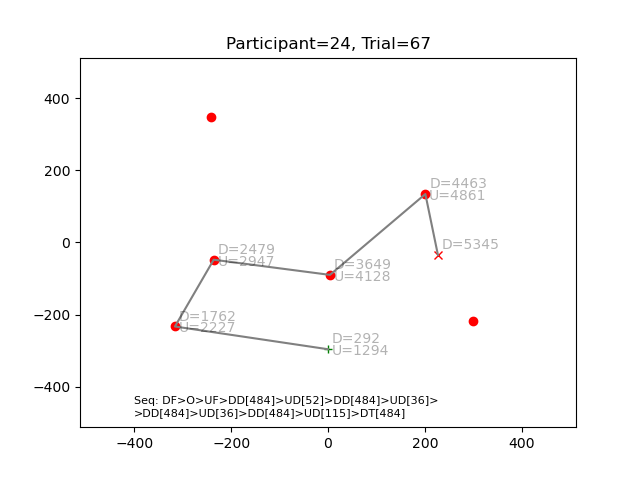 Participant=24, Trial=67
400
200
0
−200
−400
D=4463
U=4861
D=5345
D=2479
U=2947
D=3649
U=4128
D=1762
U=2227
D=292
U=1294
Seq: DF>O>UF>DD[484]>UD[52]>DD[484]>UD[36]>
>DD[484]>UD[36]>DD[484]>UD[115]>DT[484]
−400 −200 0 200 400